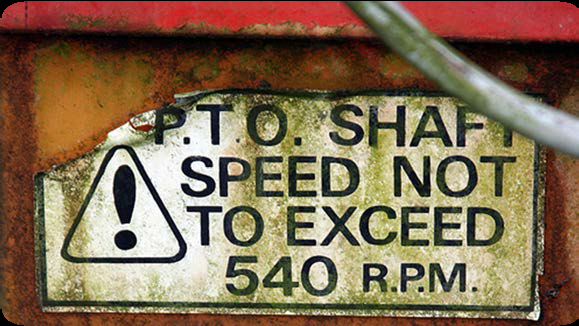 P.T.O. SHAFT
SPEED NOT
TO EXCEED
540 R.P.M.